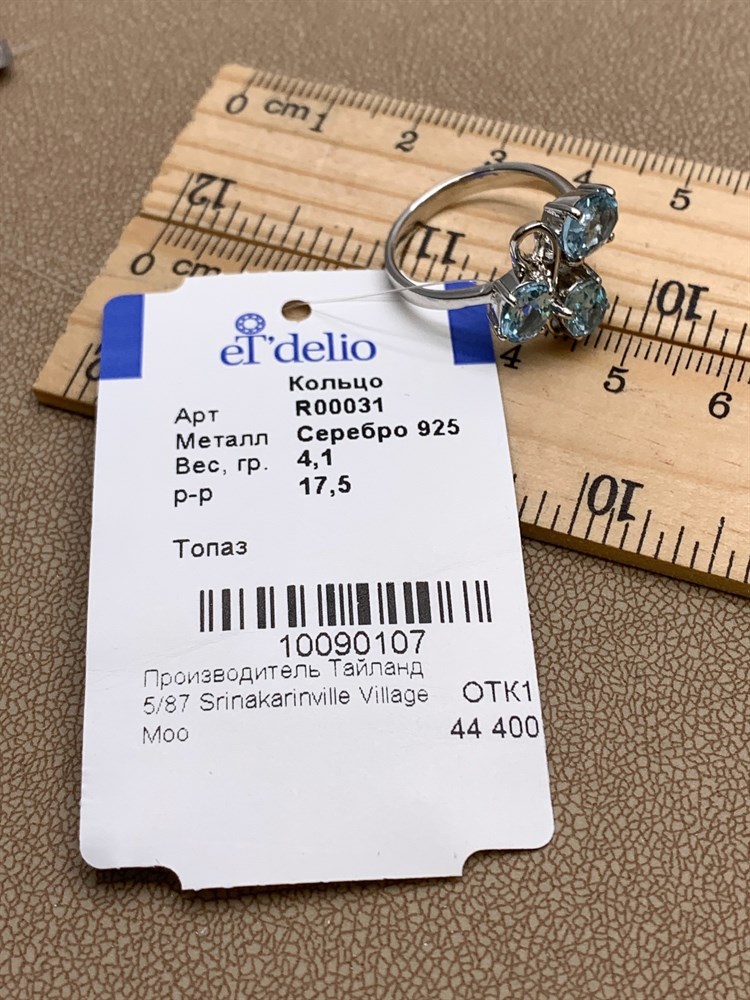 0 cm 1 2 3 4 5
12 11 10
0 cm 4 5 6
10
eT'delio
Кольцо
Арт R00031
Металл Серебро 925
Вес, гр. 4,1
р-р 17,5
Топаз
10090107
Производитель Тайланд
5/87 Srinakarinville Village ОТК1
Moo 44 400